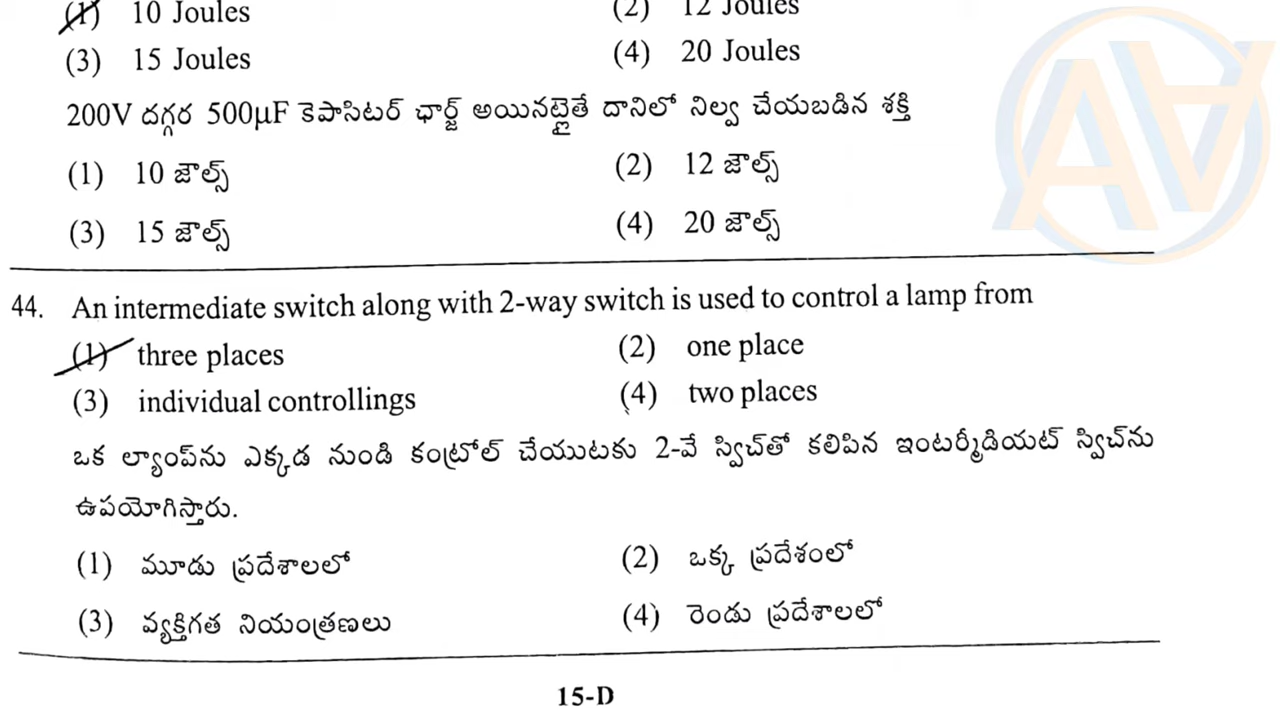 (1) 10 Joules (2) 12 Joules
(3) 15 Joules (4) 20 Joules
200V దగ్గర 500µF కెపాసిటర్ ఛార్జ్ అయినట్లైతే దానిలో నిల్వ చేయబడిన శక్తి
(1) 10 జౌల్స్ (2) 12 జౌల్స్
(3) 15 జౌల్స్ (4) 20 జౌల్స్
44. An intermediate switch along with 2-way switch is used to control a lamp from
(1) three places (2) one place
(3) individual controllings (4) two places
ఒక ల్యాంప్‌ను ఎక్కడ నుండి కంట్రోల్ చేయుటకు 2-వే స్విచ్‌తో కలిపిన ఇంటర్మీడియట్ స్విచ్‌ను
ఉపయోగిస్తారు.
(1) మూడు ప్రదేశాలలో (2) ఒక్క ప్రదేశంలో
(3) వ్యక్తిగత నియంత్రణలు (4) రెండు ప్రదేశాలలో
15-D